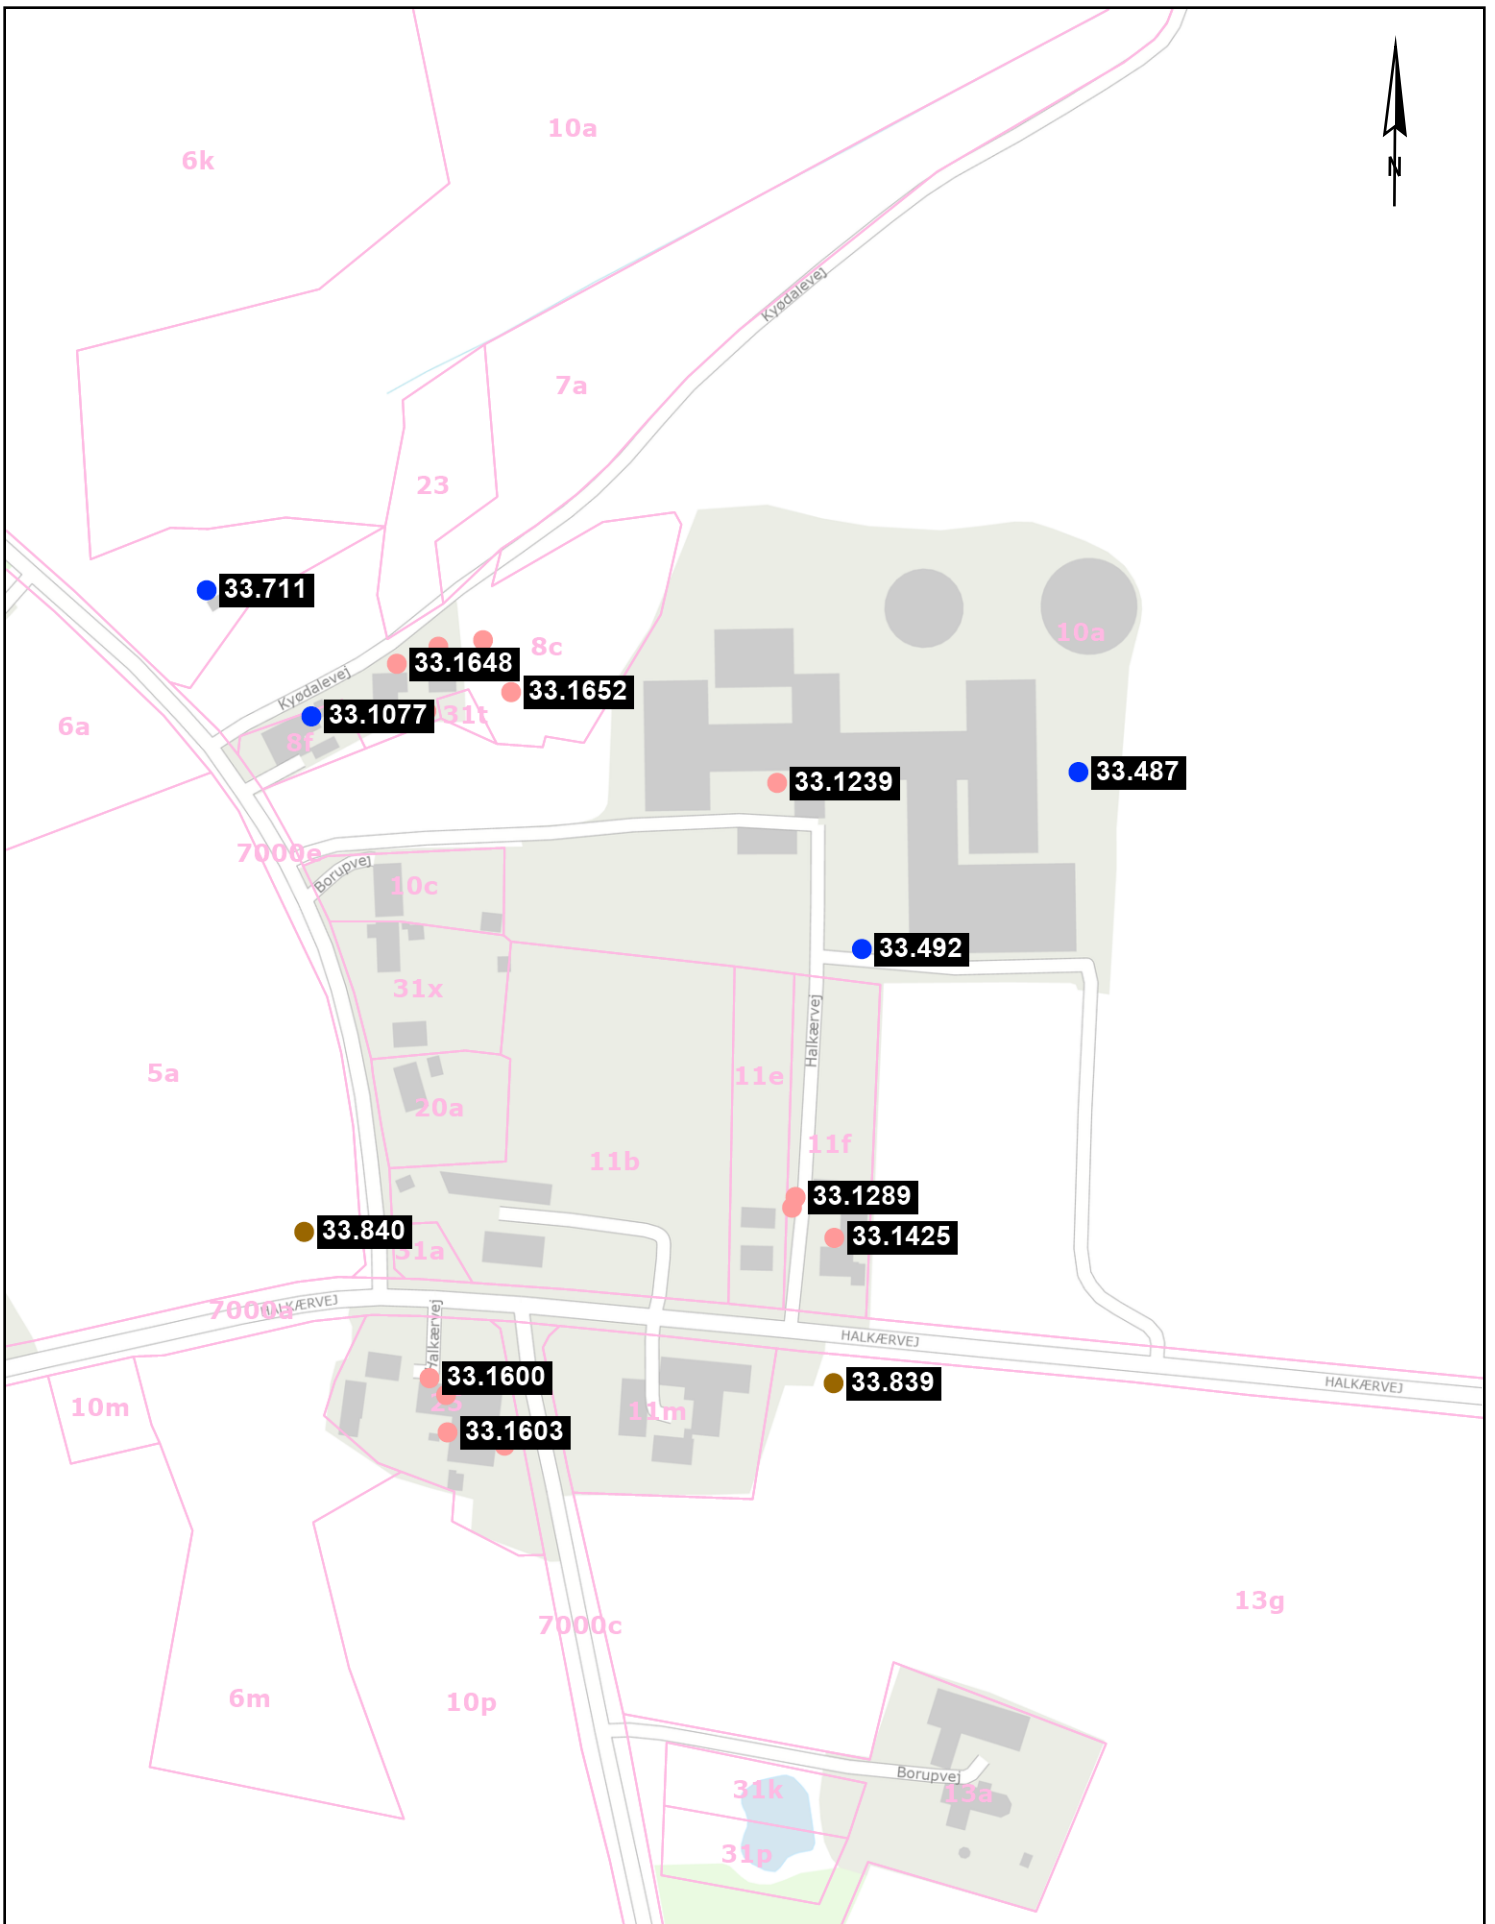 10a
6k
N
Kyødalevej
7a
23
33.711
8c
33.1648
33.1652
Kyødalevej
31t
33.1077
8f
6a
10a
33.487
33.1239
7000e
Borupvej
10c
33.492
31x
Halkærvej
5a
11e
20a
11f
11b
33.1289
33.840
33.1425
31a
7000a
HALKÆRVEJ
Halkærvej
HALKÆRVEJ
33.1600
33.839
HALKÆRVEJ
10m
11m
33.1603
13g
7000c
6m
10p
Borupvej
31k
13a
31p